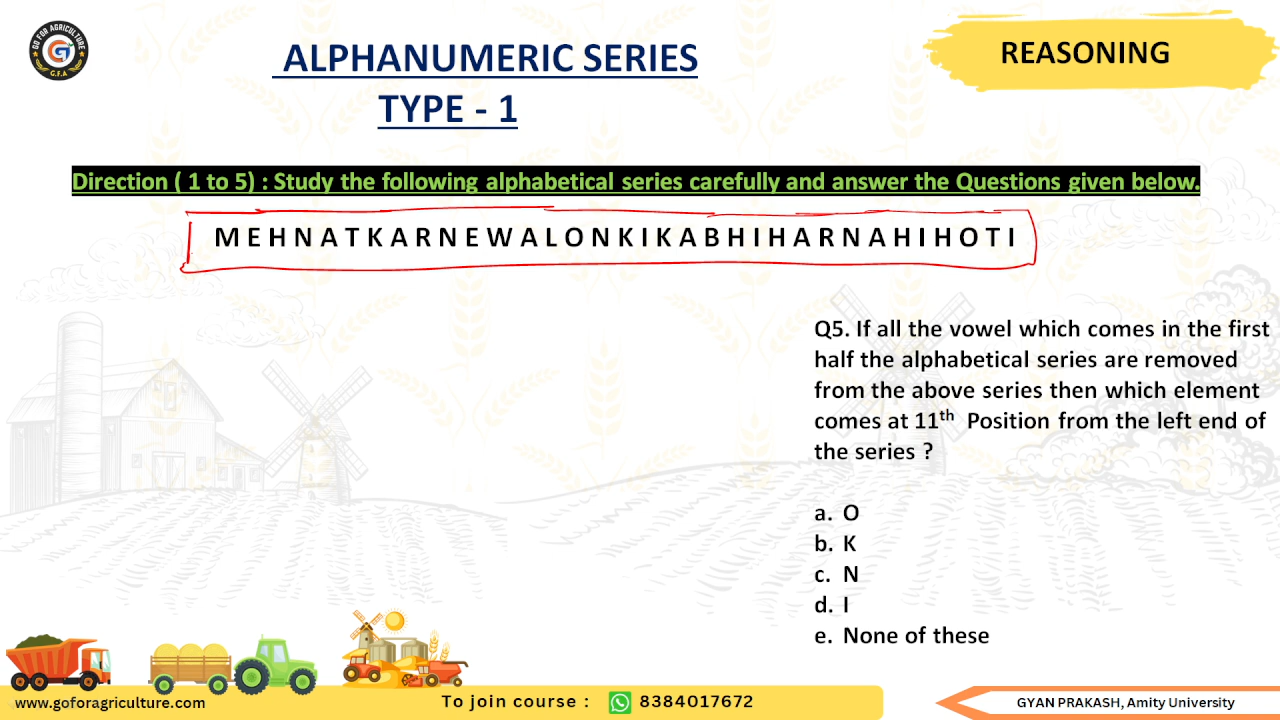 GO FOR AGRICULTURE
G.F.A
ALPHANUMERIC SERIES
TYPE - 1
REASONING
Direction ( 1 to 5) : Study the following alphabetical series carefully and answer the Questions given below.
M E H N A T K A R N E W A L O N K I K A B H I H A R N A H I H O T I
Q5. If all the vowel which comes in the first
half the alphabetical series are removed
from the above series then which element
comes at 11th Position from the left end of
the series ?
a. O
b. K
c. N
d. I
e. None of these
www.goforagriculture.com
To join course : 8384017672
GYAN PRAKASH, Amity University